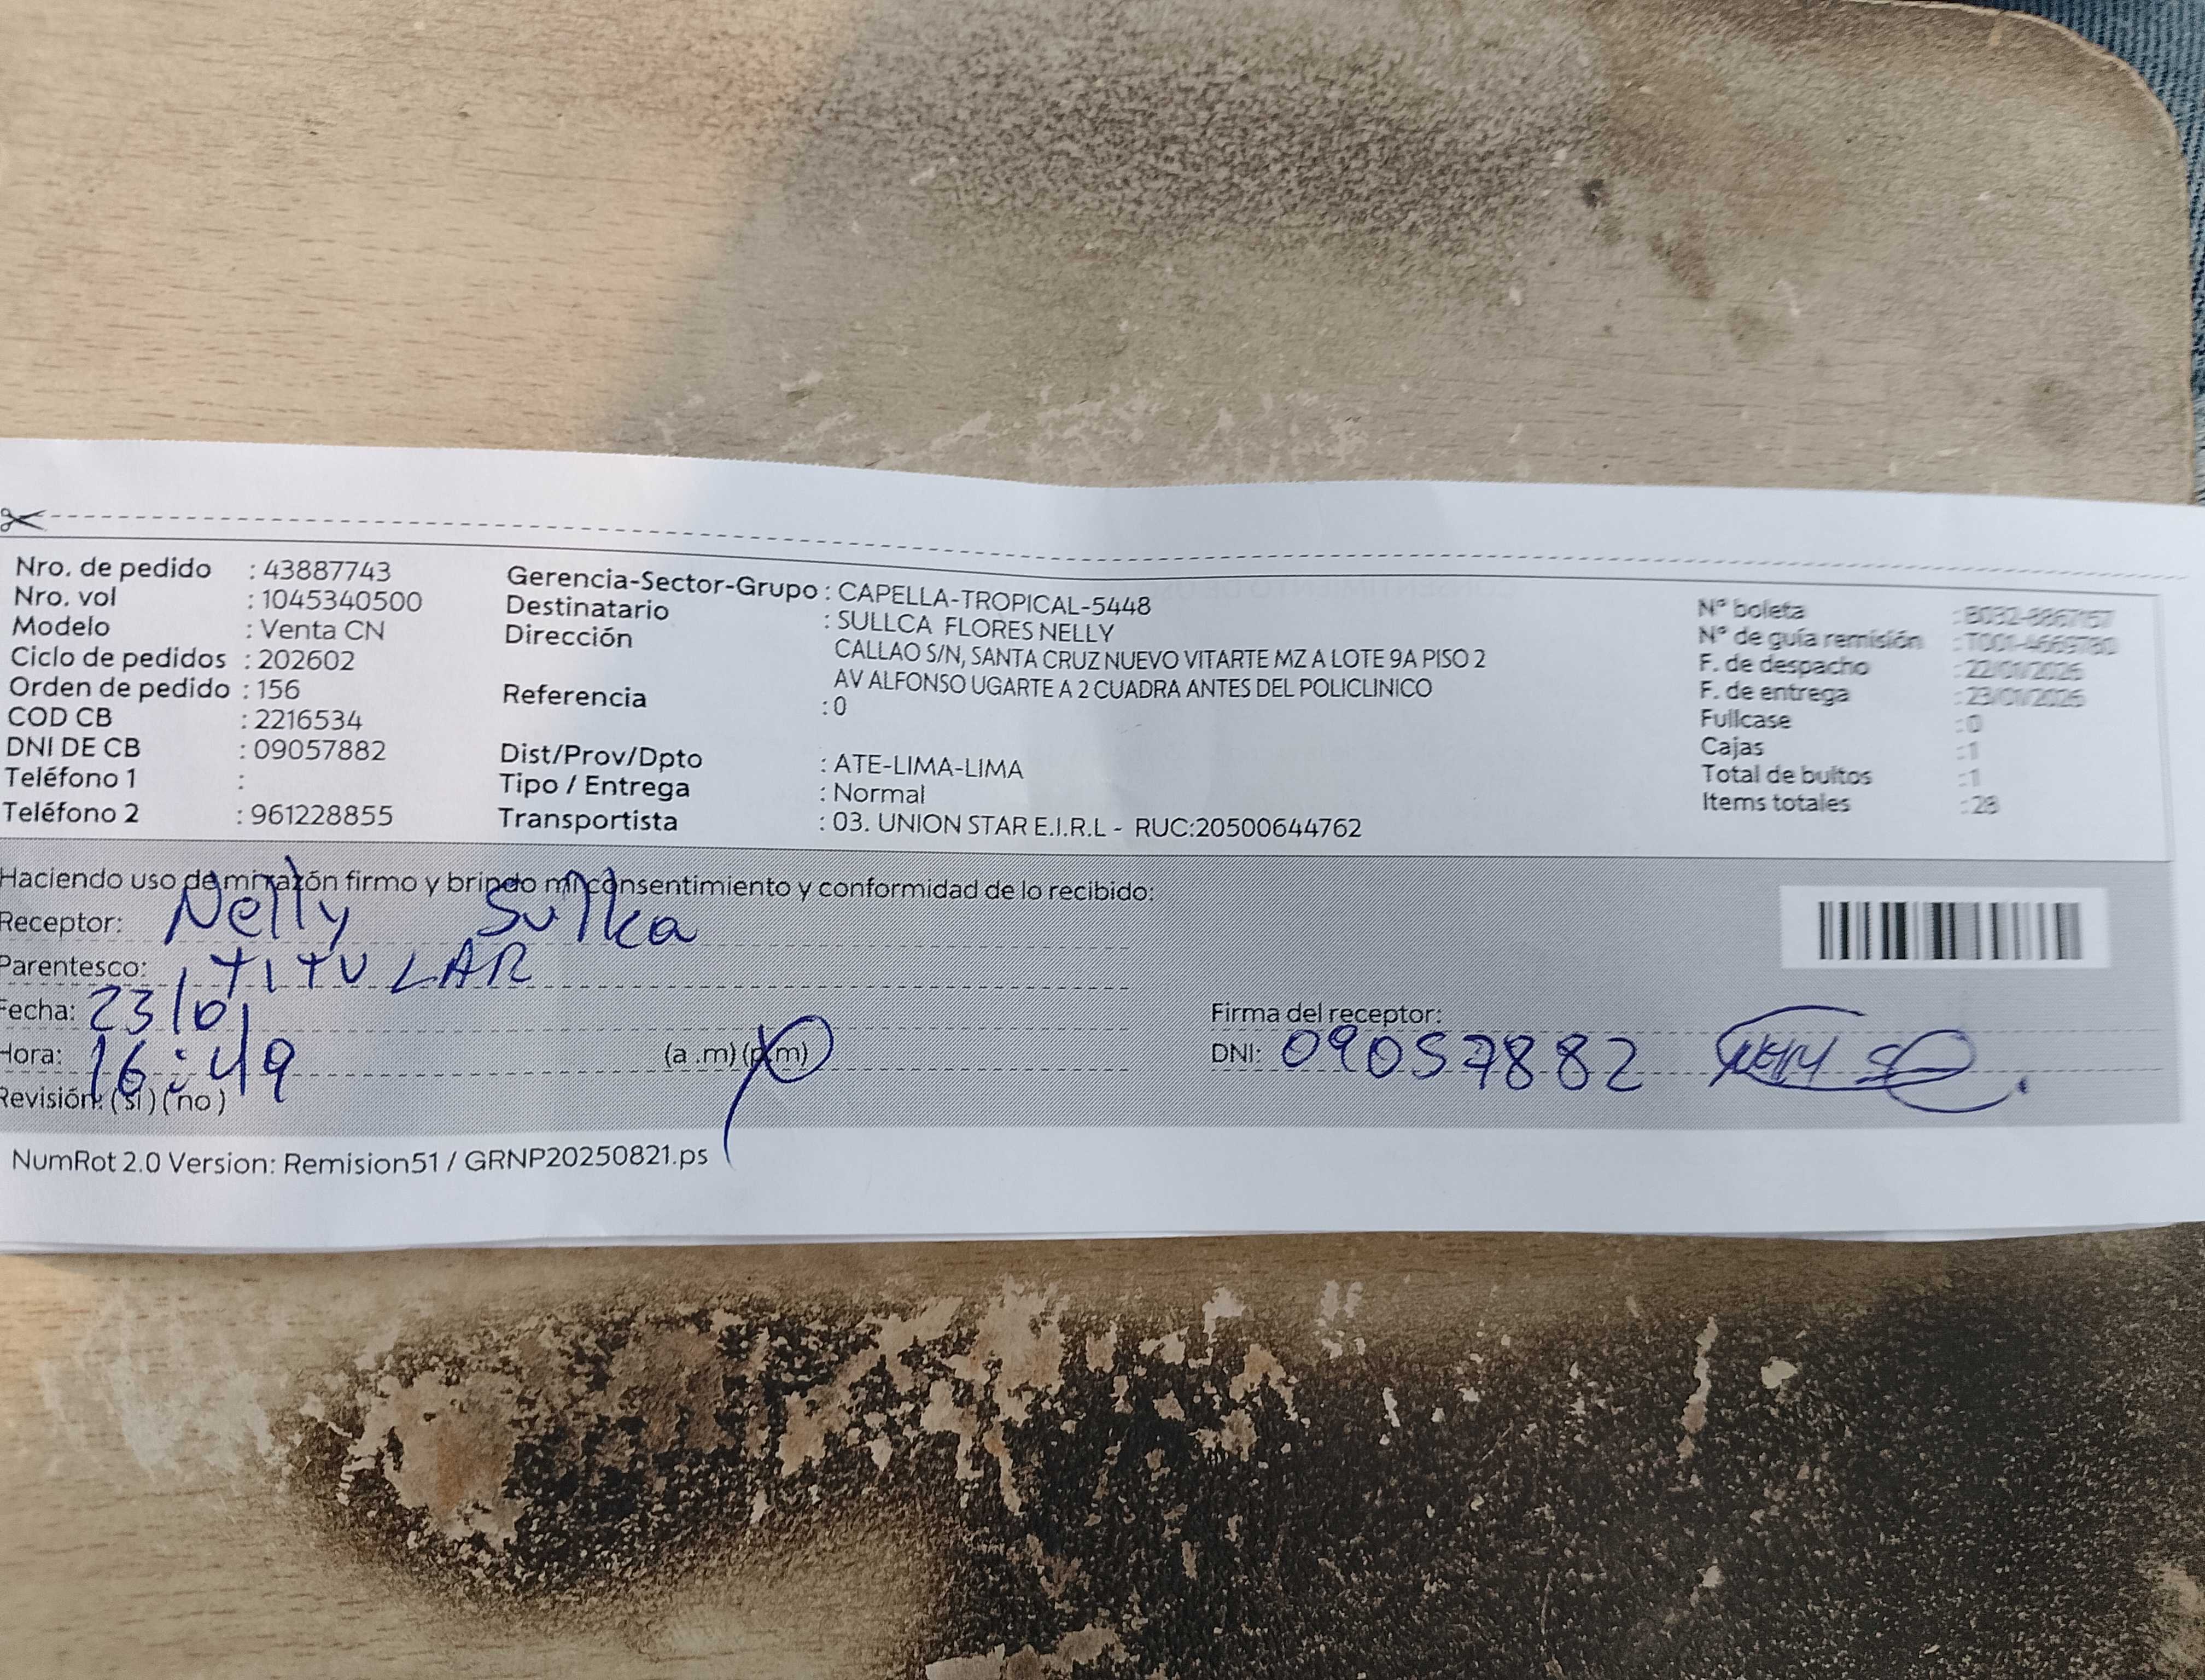 Nro. de pedido : 43887743
Nro. vol : 1045340500
Modelo : Venta CN
Ciclo de pedidos : 202602
Orden de pedido : 156
COD CB : 2216534
DNI DE CB : 09057882
Teléfono 1 :
Teléfono 2 : 961228855
Gerencia-Sector-Grupo : CAPELLA-TROPICAL-5448
Destinatario : SULLCA FLORES NELLY
Dirección
CALLAO S/N, SANTA CRUZ NUEVO VITARTE MZ A LOTE 9A PISO 2
AV ALFONSO UGARTE A 2 CUADRA ANTES DEL POLICLINICO
Referencia : 0
Dist/Prov/Dpto : ATE-LIMA-LIMA
Tipo / Entrega : Normal
Transportista : 03. UNION STAR E.I.R.L - RUC:20500644762
N° boleta
N° de guía remisión
F. de despacho : 22/01/2026
F. de entrega : 23/01/2026
Fullcase : 0
Cajas : 1
Total de bultos : 1
Items totales : 28
Haciendo uso de mi razón firmo y brindo mi consentimiento y conformidad de lo recibido:
Receptor: Nelly Sullca
Parentesco: TITULAR
Fecha: 23/01
Hora: 16:49 (a .m) (p.m)
Revisión: (si ) ( no )
Firma del receptor:
DNI: 09057882
NumRot 2.0 Version: Remision51 / GRNP20250821.ps